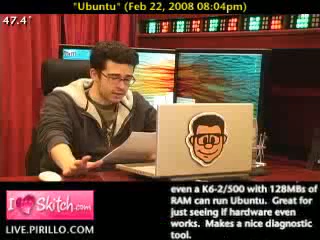 "Ubuntu" (Feb 22, 2008 08:04pm)
47.4°
I Skitch.com
even a K6-2/500 with 128MBs of
RAM can run Ubuntu. Great for
just seeing if hardware even
works. Makes a nice diagnostic
tool.
LIVE.PIRILLO.COM